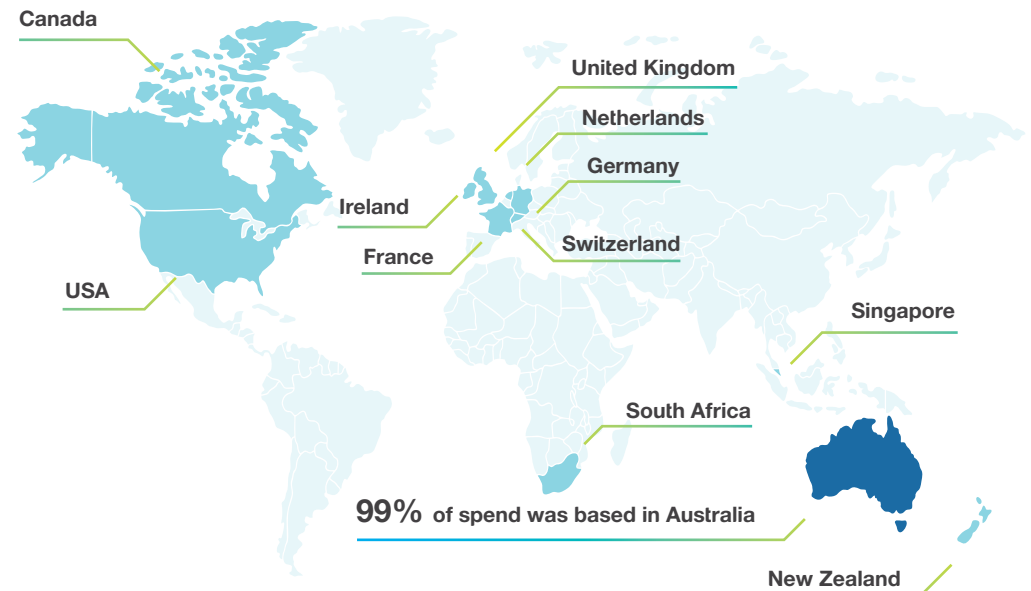 Canada
United Kingdom
Netherlands
Germany
Ireland
Switzerland
France
USA
Singapore
South Africa
99% of spend was based in Australia
New Zealand